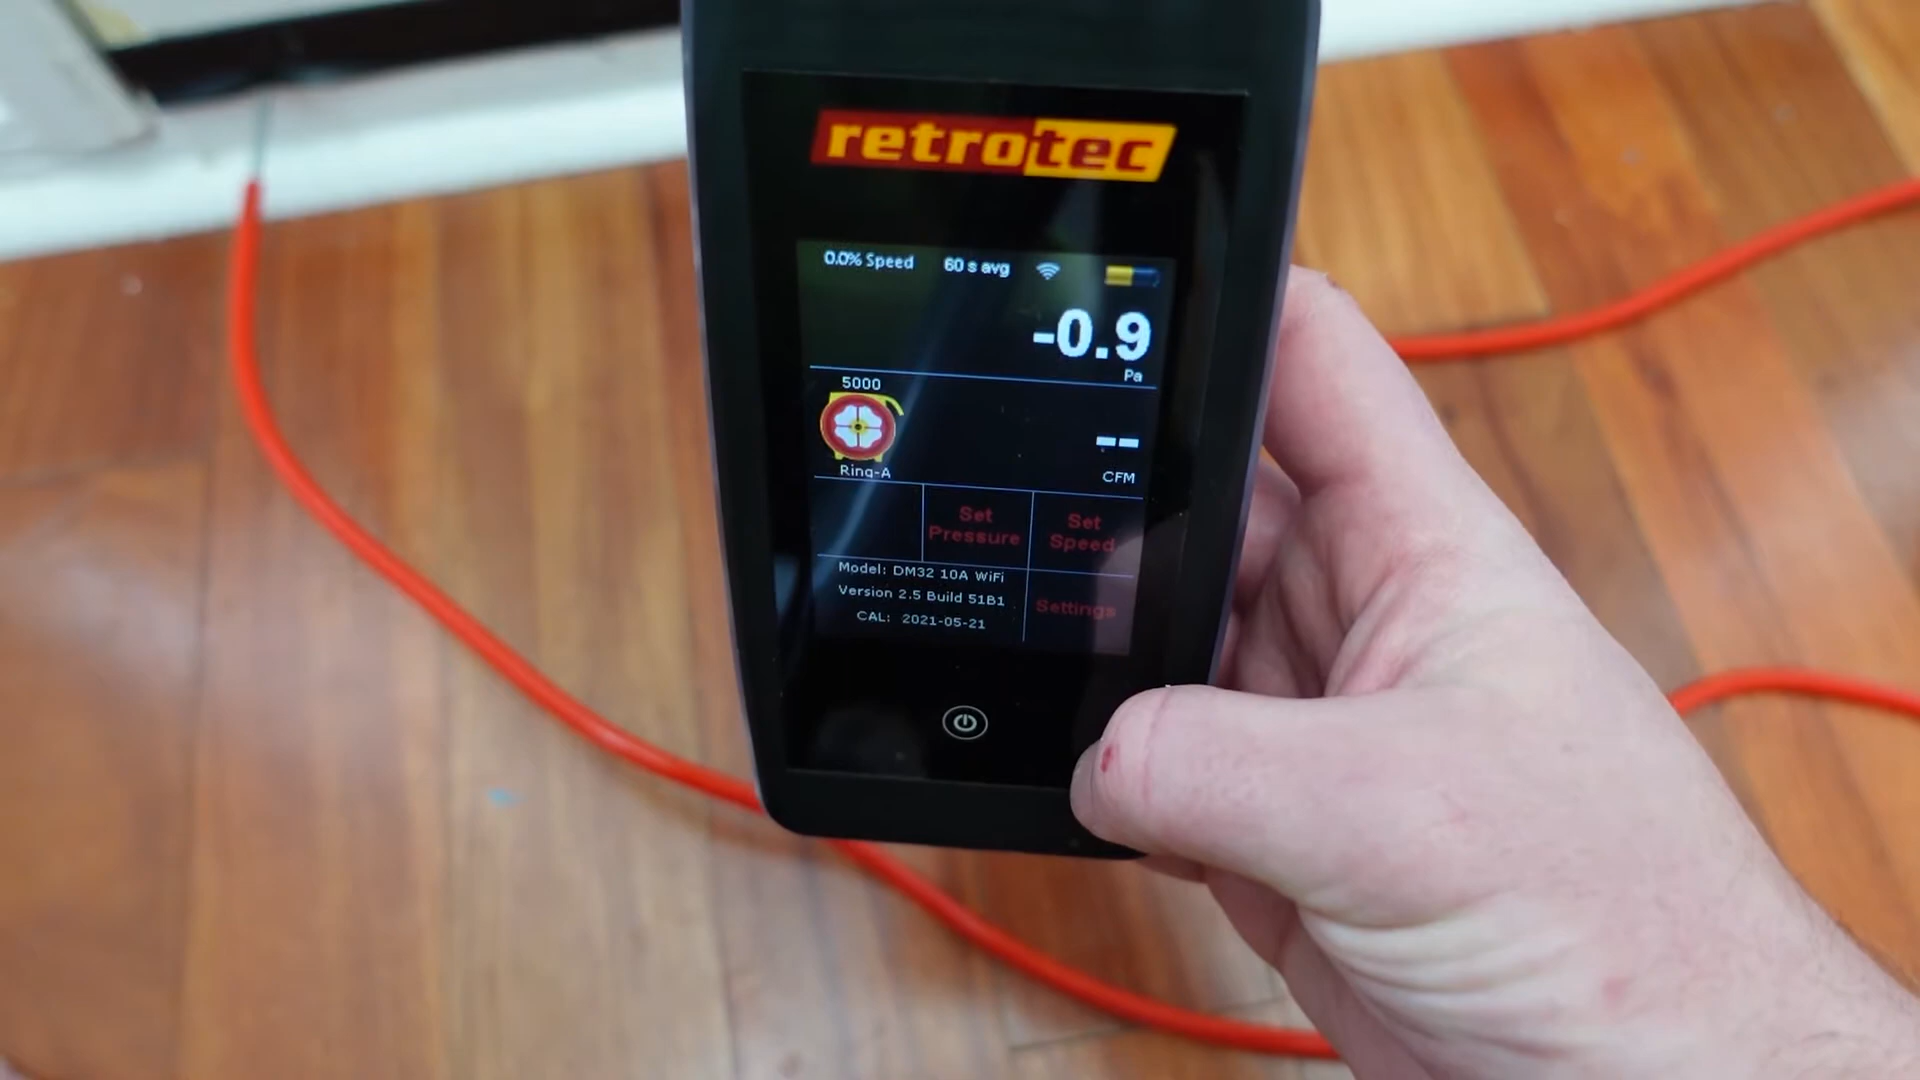 retrotec
0.0% Speed 60 s avg
-0.9
Pa
5000
--
Ring-A
CFM
Set Pressure
Set Speed
Model: DM32 10A WiFi
Version 2.5 Build 51B1
CAL: 2021-05-21
Settings